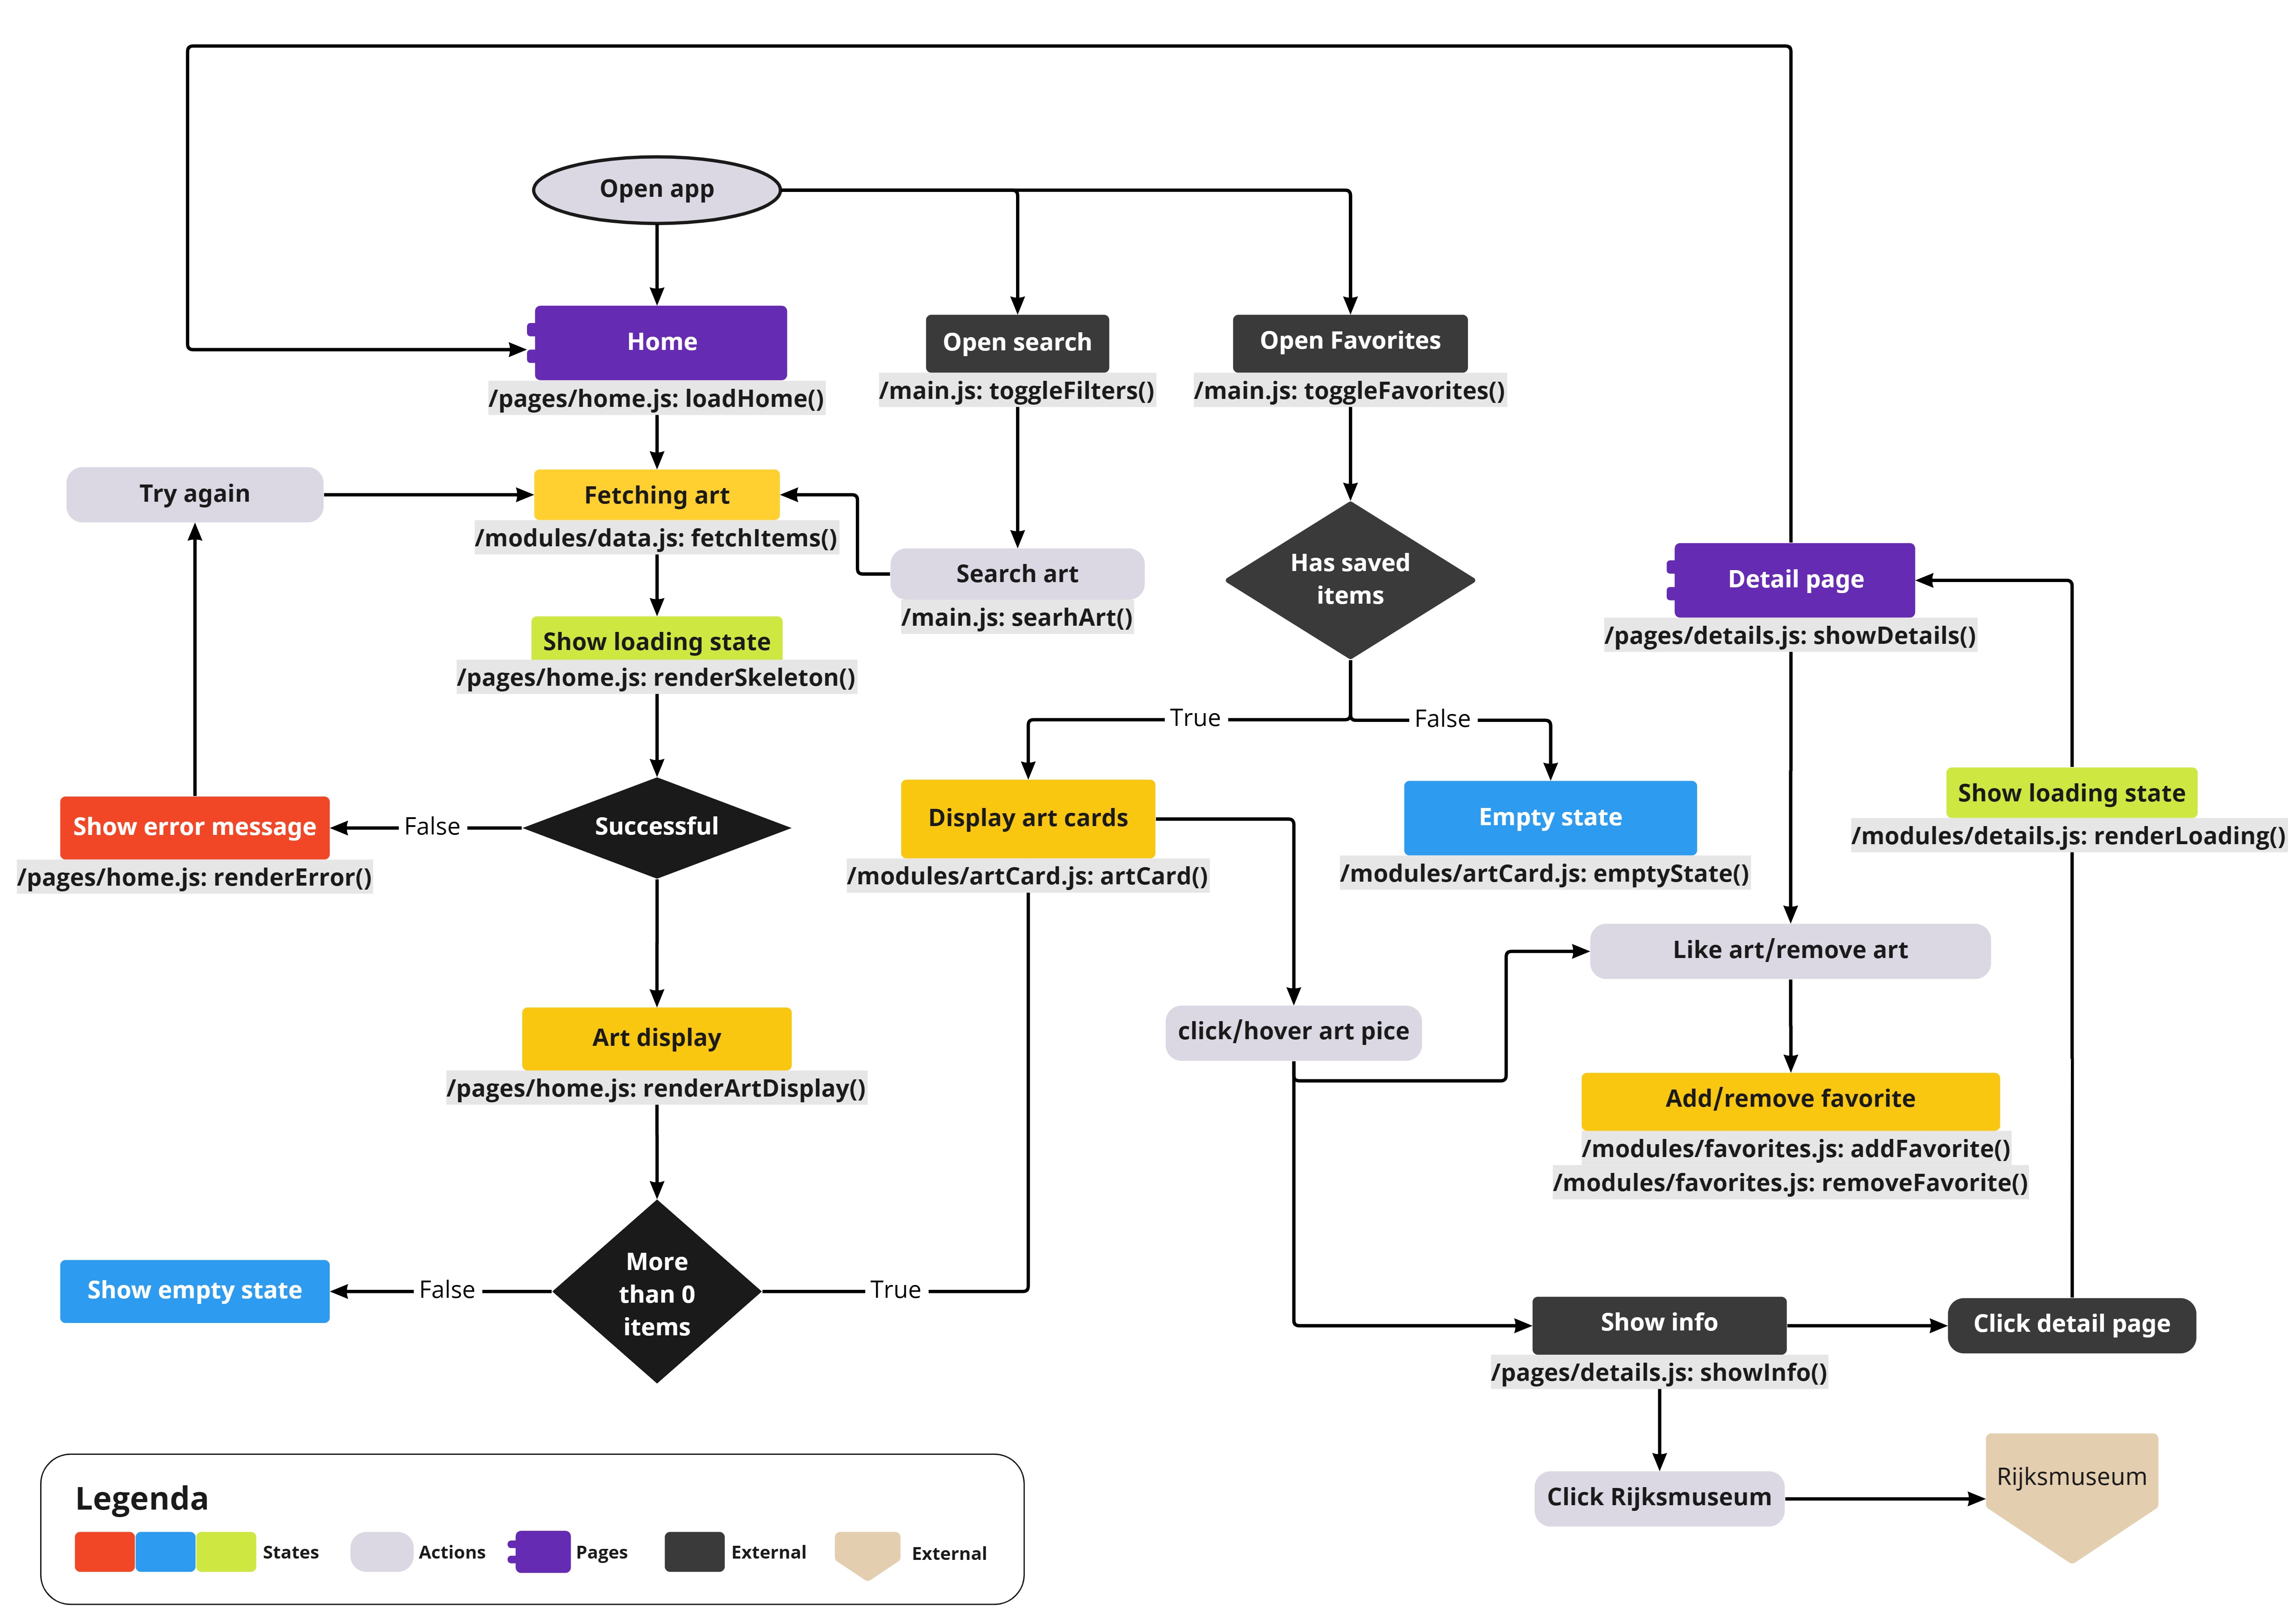 Open app
Home
/pages/home.js: loadHome()
Open search
/main.js: toggleFilters()
Open Favorites
/main.js: toggleFavorites()
Try again
Fetching art
/modules/data.js: fetchItems()
Search art
/main.js: searhArt()
Has saved
items
Detail page
/pages/details.js: showDetails()
Show loading state
/pages/home.js: renderSkeleton()
True
False
Show error message
/pages/home.js: renderError()
False
Successful
Display art cards
/modules/artCard.js: artCard()
Empty state
/modules/artCard.js: emptyState()
Show loading state
/modules/details.js: renderLoading()
Like art/remove art
click/hover art pice
Art display
/pages/home.js: renderArtDisplay()
Add/remove favorite
/modules/favorites.js: addFavorite()
/modules/favorites.js: removeFavorite()
Show empty state
False
More
than 0
items
True
Show info
/pages/details.js: showInfo()
Click detail page
Click Rijksmuseum
Rijksmuseum
Legenda
States
Actions
Pages
External
External